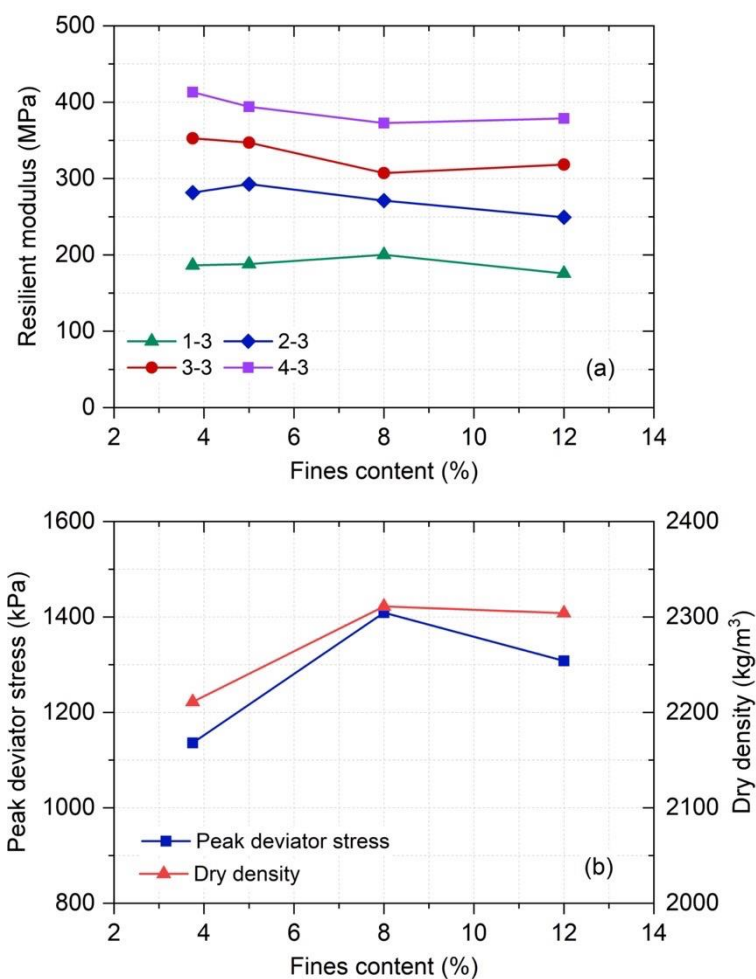 500
400
300
200
100
0
Resilient modulus (MPa)
1-3 2-3
3-3 4-3
(a)
2 4 6 8 10 12 14
Fines content (%)
1600
1400
1200
1000
800
Peak deviator stress (kPa)
2400
2300
2200
2100
2000
Dry density (kg/m³)
Peak deviator stress
Dry density
(b)
2 4 6 8 10 12 14
Fines content (%)